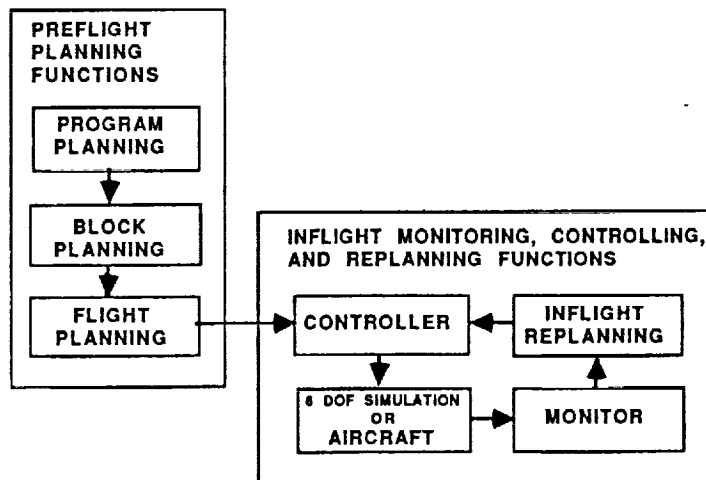 PREFLIGHT
PLANNING
FUNCTIONS
PROGRAM
PLANNING
BLOCK
PLANNING
FLIGHT
PLANNING
INFLIGHT MONITORING, CONTROLLING,
AND REPLANNING FUNCTIONS
CONTROLLER
INFLIGHT
REPLANNING
6 DOF SIMULATION
OR
AIRCRAFT
MONITOR